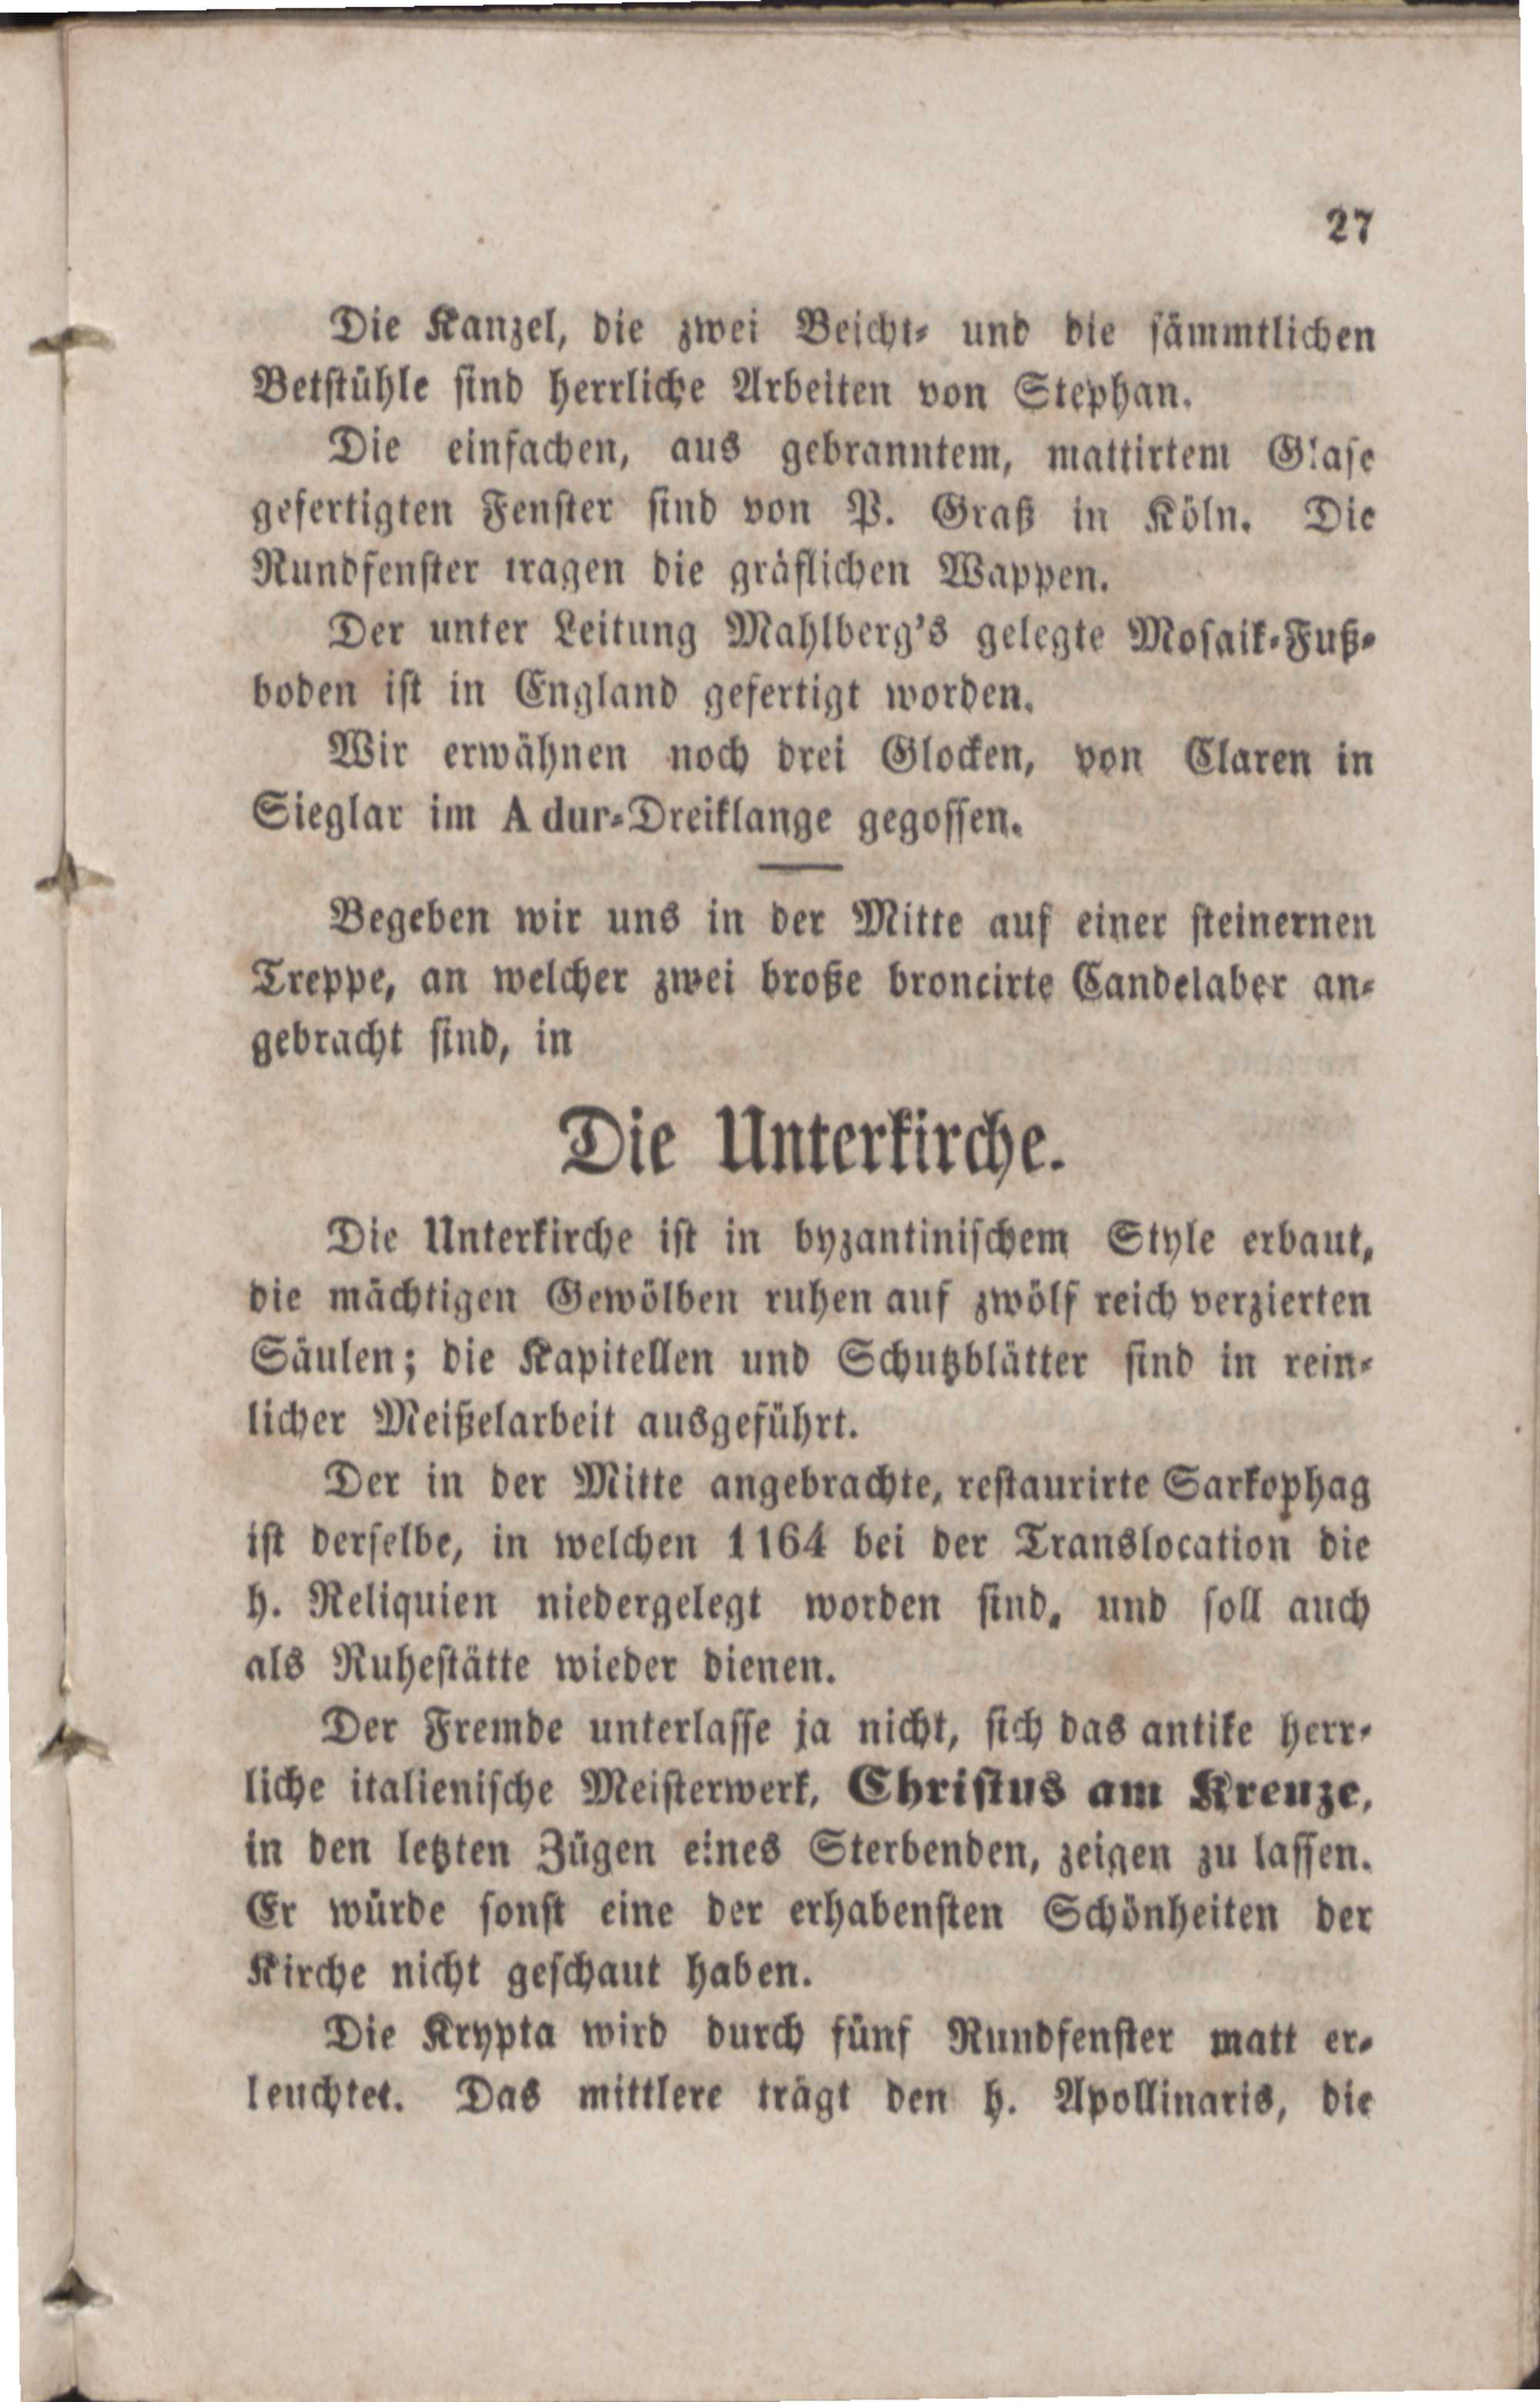 27
Die Kanzel, die zwei Beicht- und die sämmtlichen
Betstühle sind herrliche Arbeiten von Stephan.
Die einfachen, aus gebranntem, mattirtem Glase
gefertigten Fenster sind von P. Graß in Köln. Die
Rundfenster tragen die gräflichen Wappen.
Der unter Leitung Mahlberg's gelegte Mosaik-Fuß-
boden ist in England gefertigt worden.
Wir erwähnen noch drei Glocken, von Claren in
Sieglar im A dur-Dreiklange gegossen.
Begeben wir uns in der Mitte auf einer steinernen
Treppe, an welcher zwei broße broncirte Candelaber an-
gebracht sind, in
Die Unterkirche.
Die Unterkirche ist in byzantinischem Style erbaut,
die mächtigen Gewölben ruhen auf zwölf reich verzierten
Säulen; die Kapitellen und Schutzblätter sind in rein-
licher Meißelarbeit ausgeführt.
Der in der Mitte angebrachte, restaurirte Sarkophag
ist derselbe, in welchen 1164 bei der Translocation die
h. Reliquien niedergelegt worden sind, und soll auch
als Ruhestätte wieder dienen.
Der Fremde unterlasse ja nicht, sich das antike herr-
liche italienische Meisterwerk, Christus am Kreuze,
in den letzten Zügen eines Sterbenden, zeigen zu lassen.
Er würde sonst eine der erhabensten Schönheiten der
Kirche nicht geschaut haben.
Die Krypta wird durch fünf Rundfenster matt er-
leuchtet. Das mittlere trägt den h. Apollinaris, die